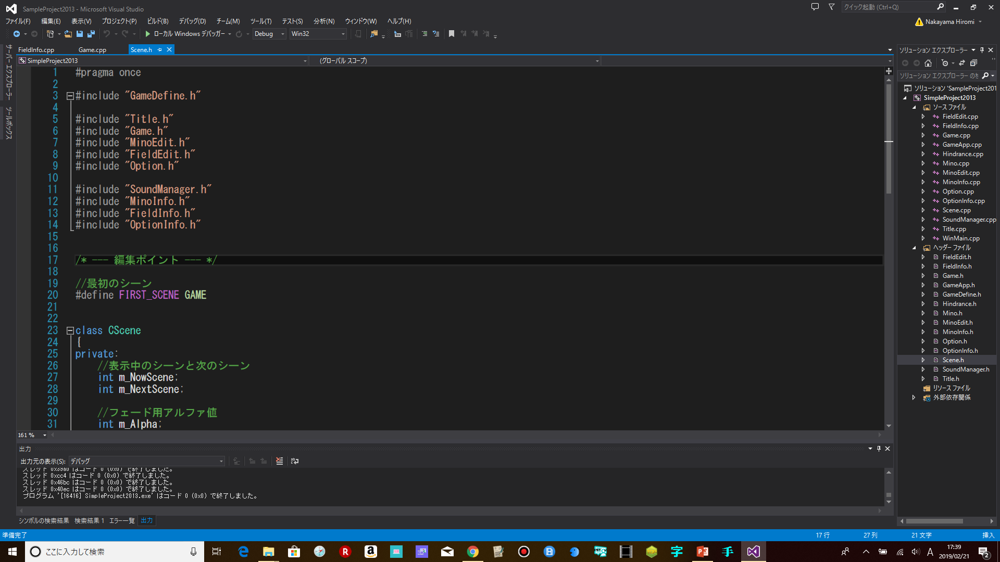 SampleProject2013 - Microsoft Visual Studio
クイック起動 (Ctrl+Q)
ファイル(F) 編集(E) 表示(V) プロジェクト(P) ビルド(B) デバッグ(D) チーム(M) ツール(T) テスト(S) 分析(N) ウィンドウ(W) ヘルプ(H)
Nakayama Hiromi
ローカル Windows デバッガー Debug Win32
サーバー エクスプローラー
ツールボックス
FieldInfo.cpp Game.cpp Scene.h
SimpleProject2013 (グローバル スコープ)
1 #pragma once
2
3 #include "GameDefine.h"
4
5 #include "Title.h"
6 #include "Game.h"
7 #include "MinoEdit.h"
8 #include "FieldEdit.h"
9 #include "Option.h"
10
11 #include "SoundManager.h"
12 #include "MinoInfo.h"
13 #include "FieldInfo.h"
14 #include "OptionInfo.h"
15
16
17 /* --- 編集ポイント --- */
18
19 //最初のシーン
20 #define FIRST_SCENE GAME
21
22
23 class CScene
24 {
25 private:
26 //表示中のシーンと次のシーン
27 int m_NowScene;
28 int m_NextScene;
29
30 //フェード用アルファ値
31 int m_Alpha;
161 %
出力
出力元の表示(S): デバッグ
スレッド 0x39a0 はコード 0 (0x0) で終了しました。
スレッド 0xcc4 はコード 0 (0x0) で終了しました。
スレッド 0x46bc はコード 0 (0x0) で終了しました。
スレッド 0x40ec はコード 0 (0x0) で終了しました。
プログラム '[16416] SimpleProject2013.exe' はコード 0 (0x0) で終了しました。
シンボルの検索結果 検索結果 1 エラー一覧 出力
ソリューション エクスプローラー
ソリューション エクスプローラー の検
ソリューション 'SampleProject201
SimpleProject2013
ソース ファイル
FieldEdit.cpp
FieldInfo.cpp
Game.cpp
GameApp.cpp
Hindrance.cpp
Mino.cpp
MinoEdit.cpp
MinoInfo.cpp
Option.cpp
OptionInfo.cpp
Scene.cpp
SoundManager.cpp
Title.cpp
WinMain.cpp
ヘッダー ファイル
FieldEdit.h
FieldInfo.h
Game.h
GameApp.h
GameDefine.h
Hindrance.h
Mino.h
MinoEdit.h
MinoInfo.h
Option.h
OptionInfo.h
Scene.h
SoundManager.h
Title.h
リソース ファイル
外部依存関係
準備完了 17 行 27 列 21 文字 挿入
ここに入力して検索
A 17:39
2019/02/21
2